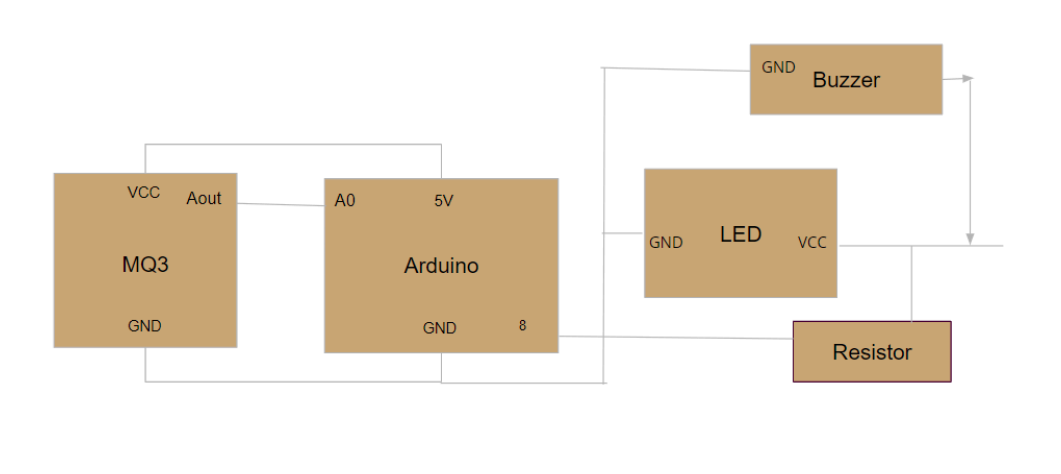 GND
Buzzer
VCC
Aout
MQ3
GND
A0
5V
Arduino
GND
8
GND
LED
VCC
Resistor